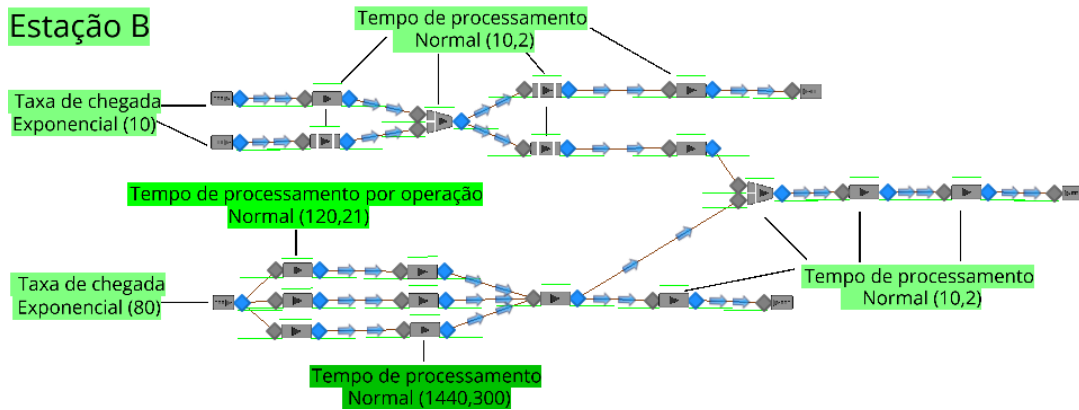 Estação B
Tempo de processamento
Normal (10,2)
Taxa de chegada
Exponencial (10)
Tempo de processamento por operação
Normal (120,21)
Taxa de chegada
Exponencial (80)
Tempo de processamento
Normal (10,2)
Tempo de processamento
Normal (1440,300)